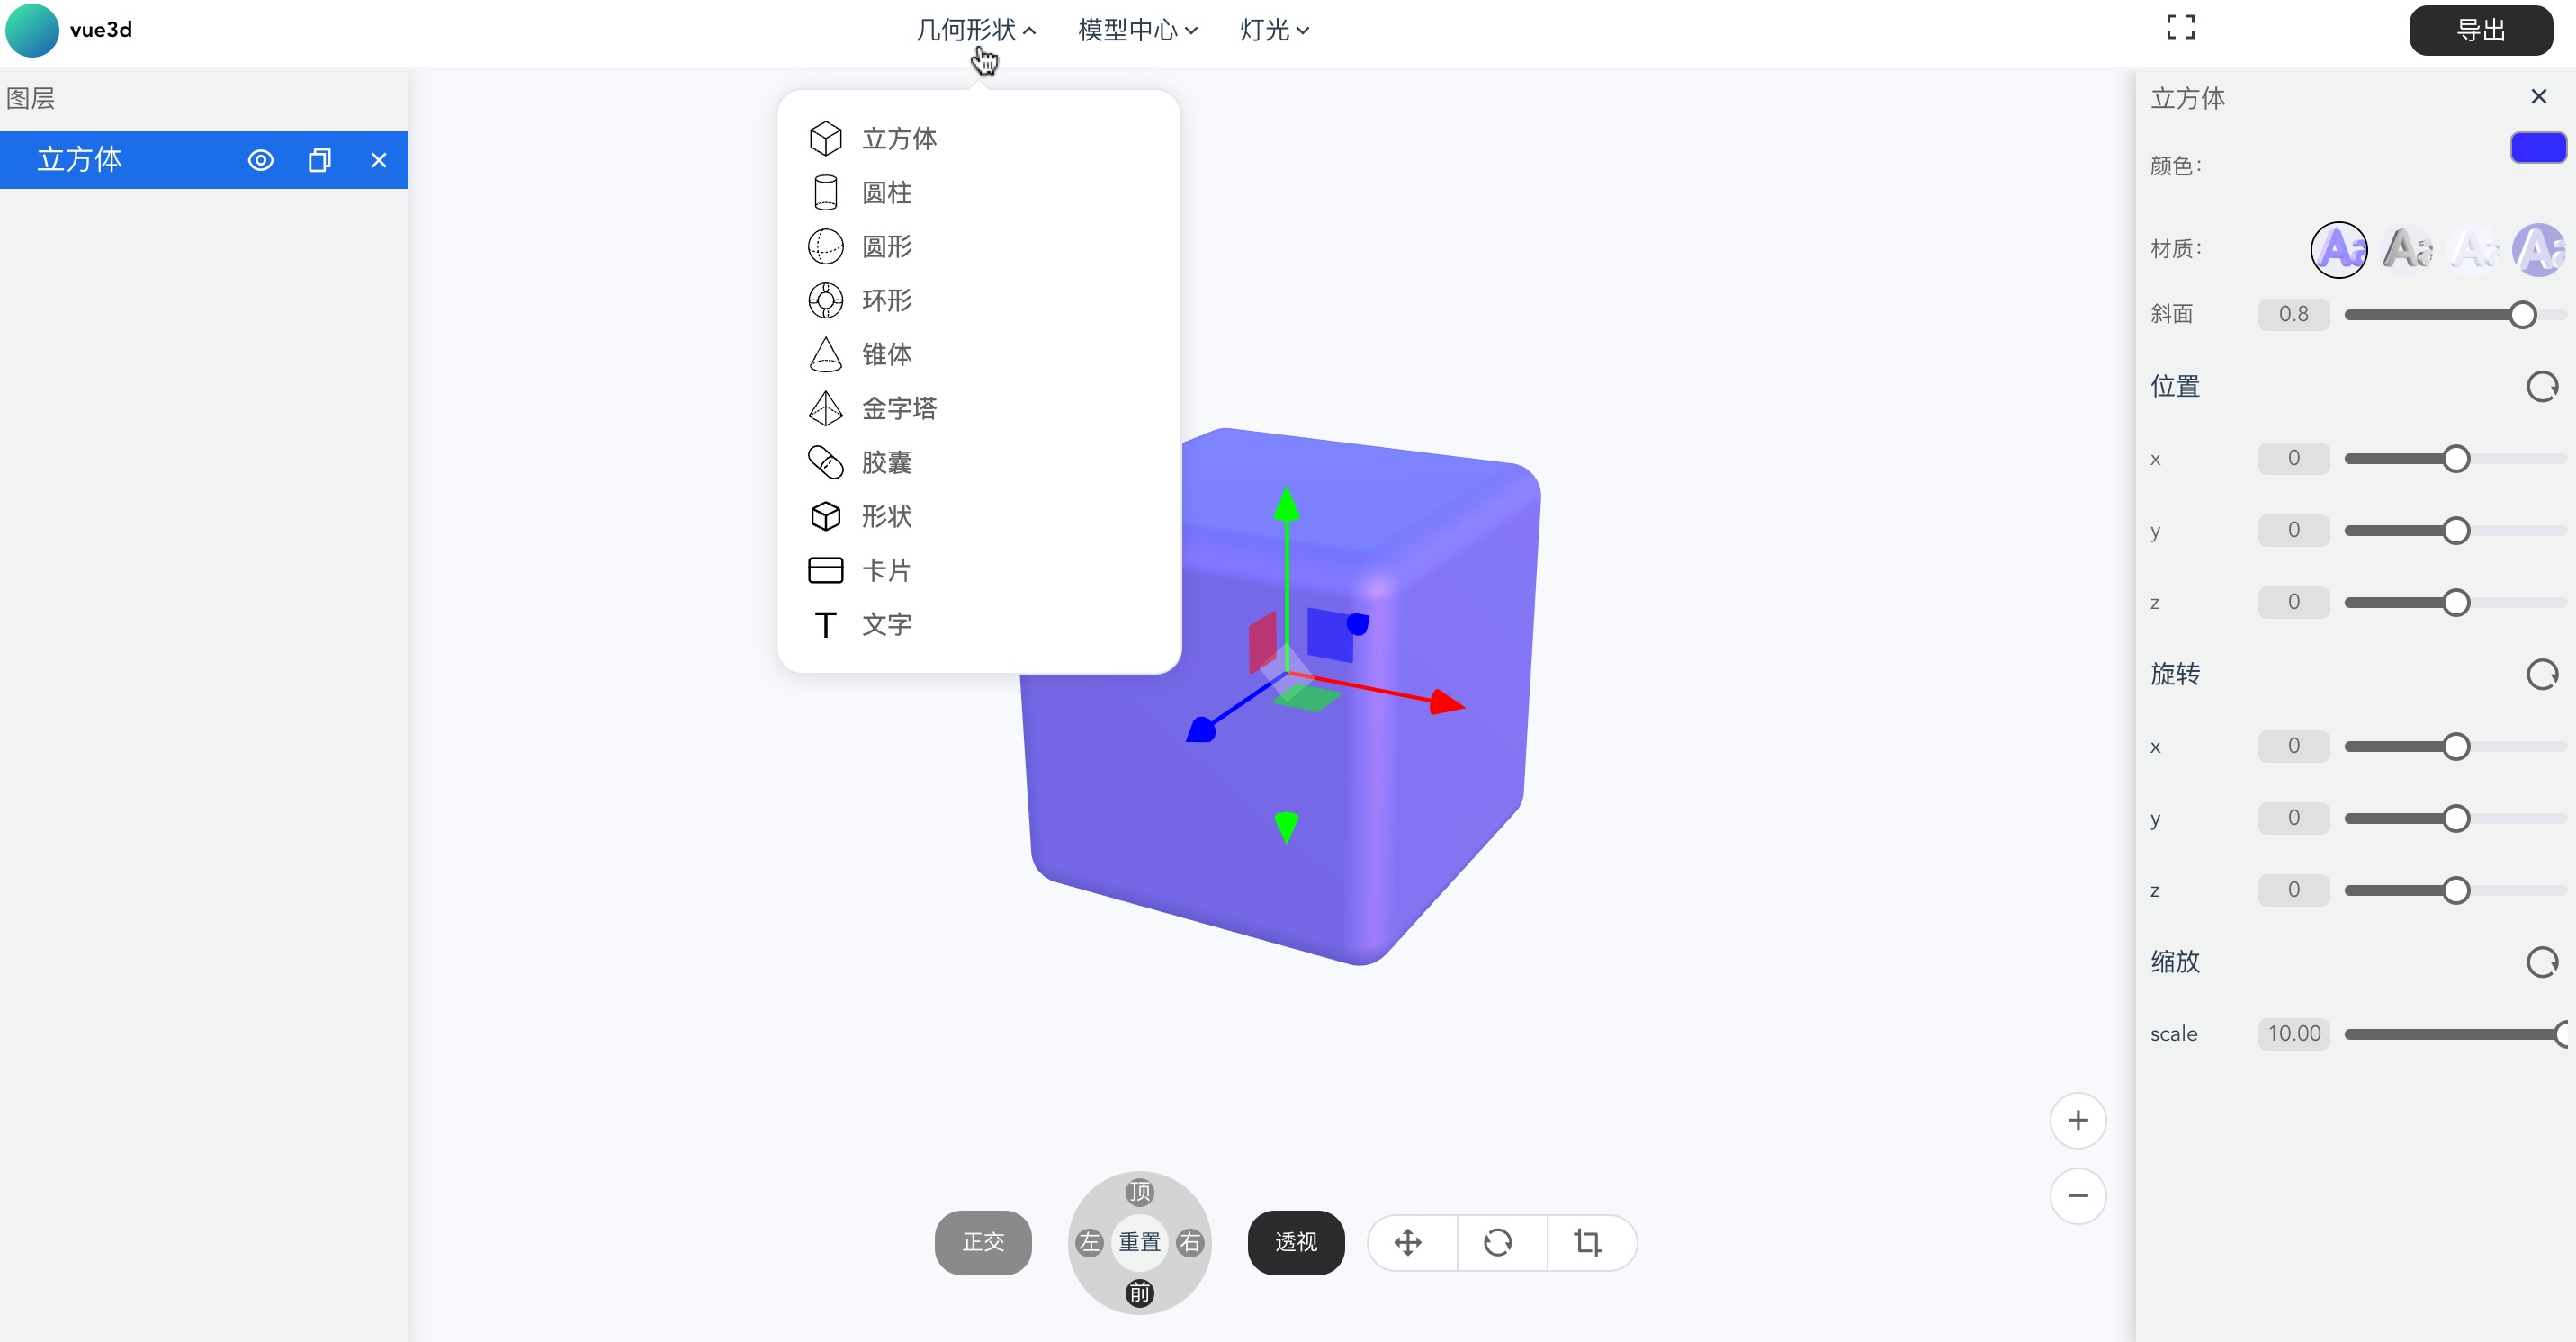 vue3d
几何形状
模型中心
灯光
导出
图层
立方体
立方体
圆柱
圆形
环形
锥体
金字塔
胶囊
形状
卡片
T 文字
正交
顶
左
重置
右
前
透视
立方体
颜色:
材质:
Aa Aa Aa Aa
斜面 0.8
位置
x 0
y 0
z 0
旋转
x 0
y 0
z 0
缩放
scale 10.00